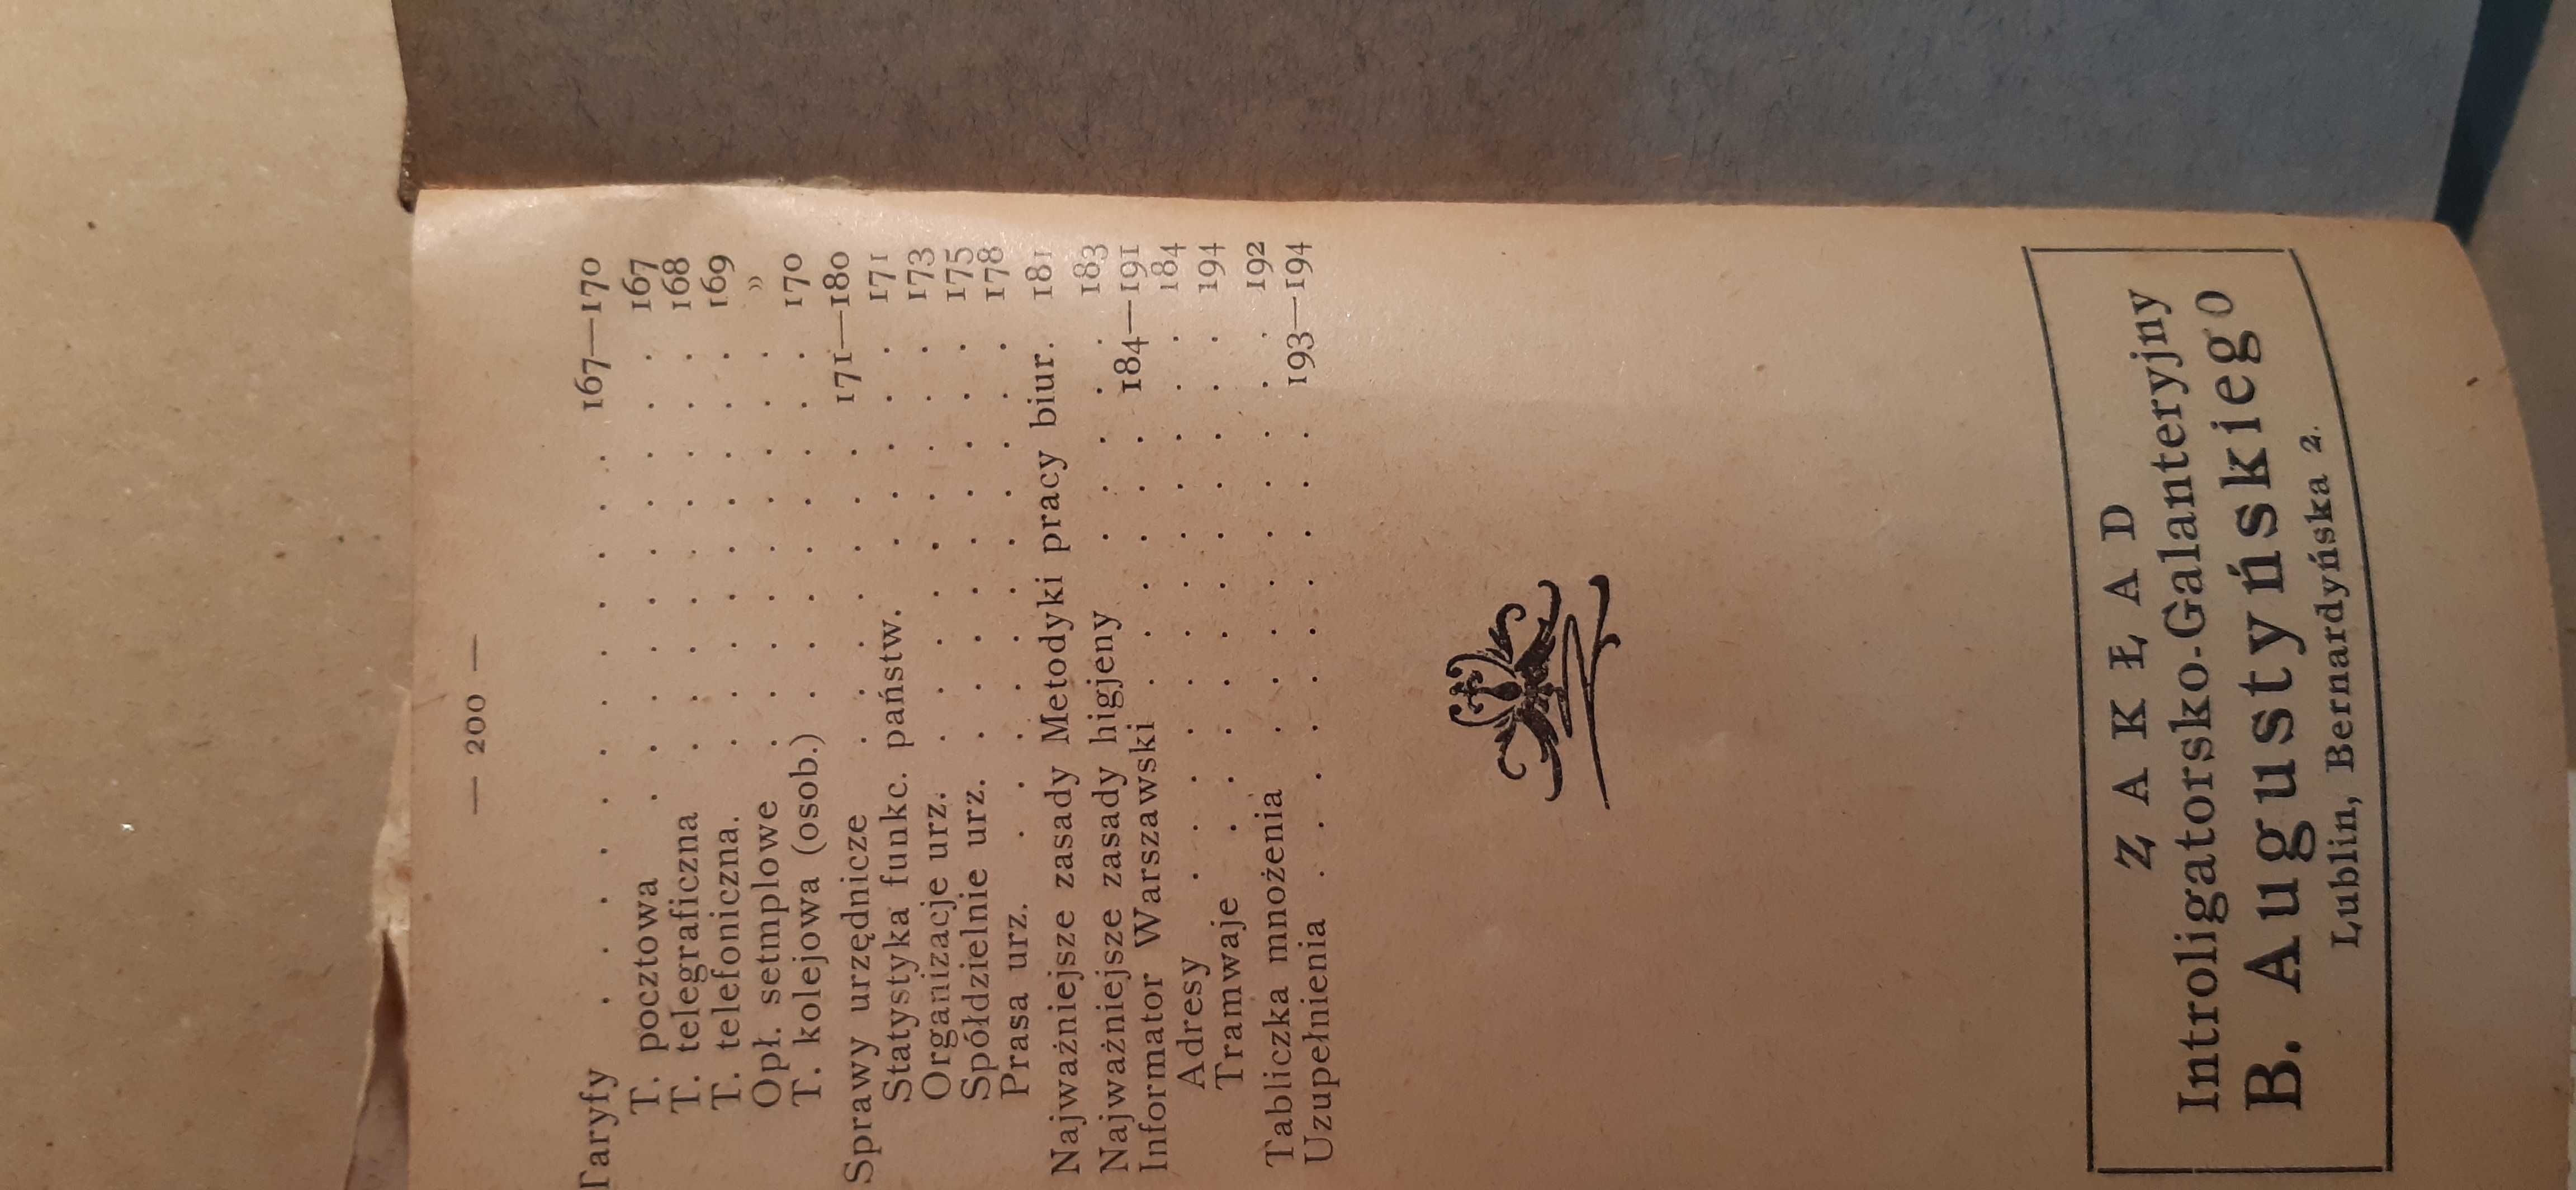 — 200 —
Taryfy . . . . . . . . . . . . 167—170
T. pocztowa . . . . . . . . . . 167
T. telegraficzna . . . . . . . . . 168
T. telefoniczna. . . . . . . . . . 169
Opł. setmplowe . . . . . . . . . »
T. kolejowa (osob.) . . . . . . . . 170
Sprawy urzędnicze . . . . . . . . 171—180
Statystyka funkc. państw. . . . . . . 171
Organizacje urz. . . . . . . . . . 173
Spółdzielnie urz. . . . . . . . . . 175
Prasa urz. . . . . . . . . . . . 178
Najważniejsze zasady Metodyki pracy biur. 181
Najważniejsze zasady higjeny . . . . . . 183
Informator Warszawski . . . . . . . 184—191
Adresy . . . . . . . . . . . . 184
Tramwaje . . . . . . . . . . . 194
Tabliczka mnożenia . . . . . . . . . 192
Uzupełnienia . . . . . . . . . . 193—194
ZAKŁAD
Introligatorsko-Galanteryjny
B. Augustyńskiego
Lublin, Bernardyńska 2.